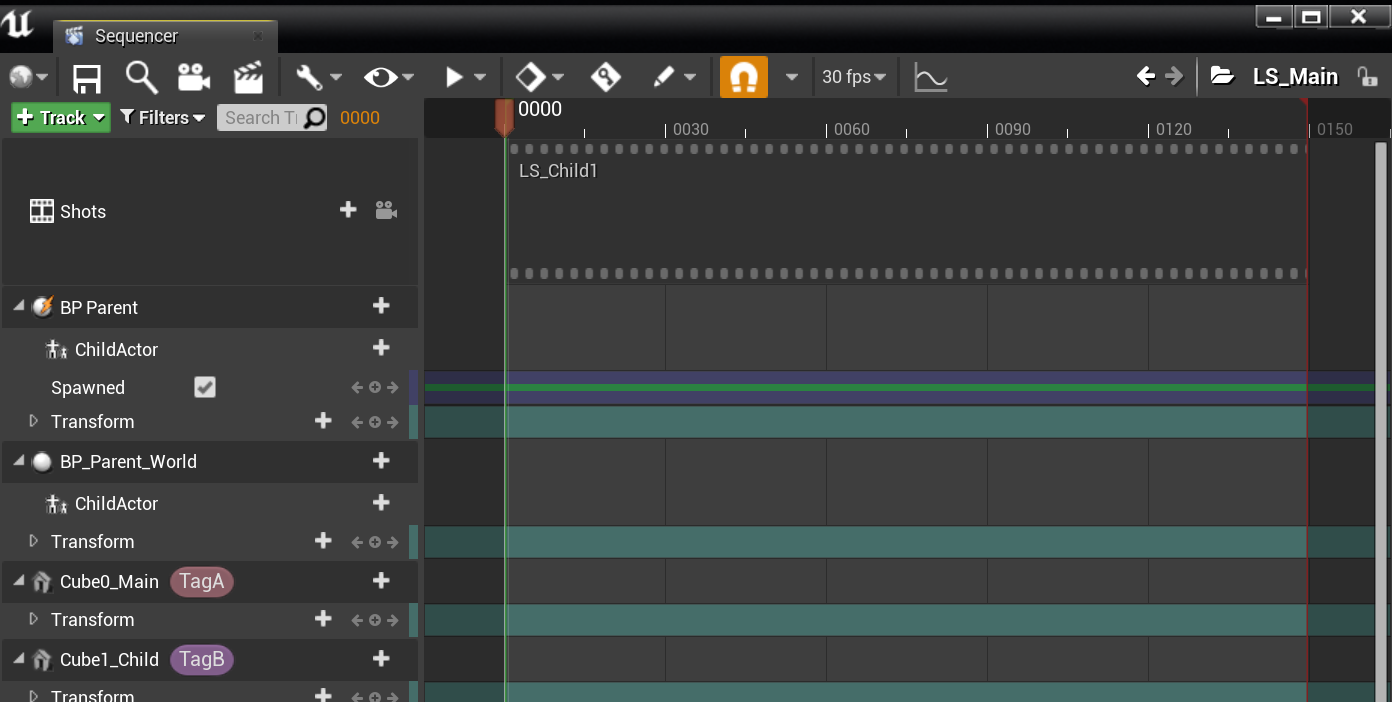 Sequencer
30 fps
LS_Main
Track
Filters
Search Tr
0000
0000
0030
0060
0090
0120
0150
LS_Child1
Shots
BP Parent
ChildActor
Spawned
Transform
BP_Parent_World
ChildActor
Transform
Cube0_Main TagA
Transform
Cube1_Child TagB
Transform